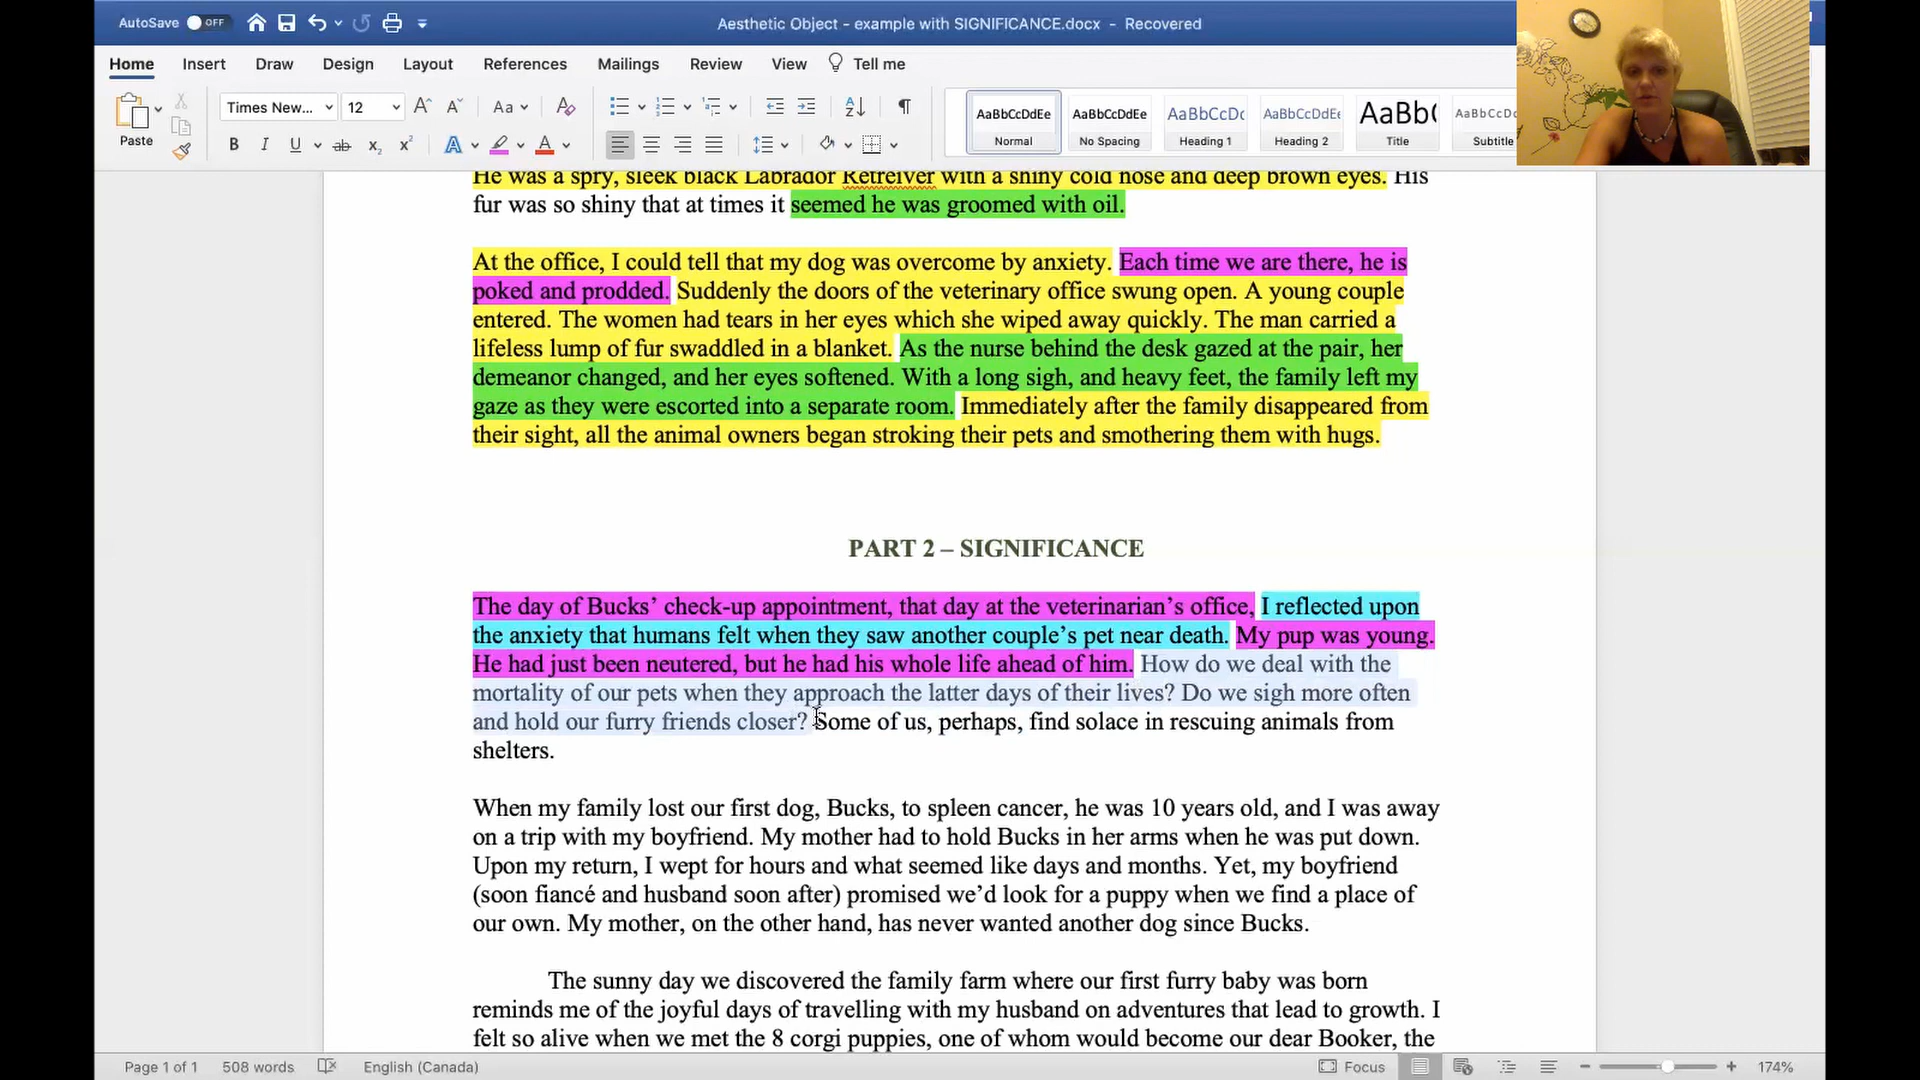 AutoSave OFF
Aesthetic Object - example with SIGNIFICANCE.docx - Recovered
Home Insert Draw Design Layout References Mailings Review View Tell me
Paste
Times New... 12 Aa
B I U ab x₂ x² A A
AaBbCcDdEe AaBbCcDdEe AaBbCcDc AaBbCcDdEe AaBb( AaBbCcDdEe
Normal No Spacing Heading 1 Heading 2 Title Subtitle
He was a spry, sleek black Labrador Retreiver with a shiny cold nose and deep brown eyes. His
fur was so shiny that at times it seemed he was groomed with oil.
At the office, I could tell that my dog was overcome by anxiety. Each time we are there, he is
poked and prodded. Suddenly the doors of the veterinary office swung open. A young couple
entered. The women had tears in her eyes which she wiped away quickly. The man carried a
lifeless lump of fur swaddled in a blanket. As the nurse behind the desk gazed at the pair, her
demeanor changed, and her eyes softened. With a long sigh, and heavy feet, the family left my
gaze as they were escorted into a separate room. Immediately after the family disappeared from
their sight, all the animal owners began stroking their pets and smothering them with hugs.
PART 2 – SIGNIFICANCE
The day of Bucks’ check-up appointment, that day at the veterinarian’s office, I reflected upon
the anxiety that humans felt when they saw another couple’s pet near death. My pup was young.
He had just been neutered, but he had his whole life ahead of him. How do we deal with the
mortality of our pets when they approach the latter days of their lives? Do we sigh more often
and hold our furry friends closer? Some of us, perhaps, find solace in rescuing animals from
shelters.
When my family lost our first dog, Bucks, to spleen cancer, he was 10 years old, and I was away
on a trip with my boyfriend. My mother had to hold Bucks in her arms when he was put down.
Upon my return, I wept for hours and what seemed like days and months. Yet, my boyfriend
(soon fiancé and husband soon after) promised we’d look for a puppy when we find a place of
our own. My mother, on the other hand, has never wanted another dog since Bucks.
The sunny day we discovered the family farm where our first furry baby was born
reminds me of the joyful days of travelling with my husband on adventures that lead to growth. I
felt so alive when we met the 8 corgi puppies, one of whom would become our dear Booker, the
Page 1 of 1 508 words English (Canada) Focus 174%